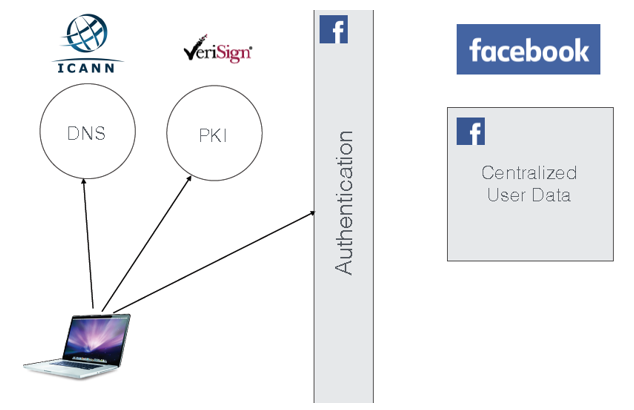 ICANN
VeriSign®
facebook
DNS
PKI
Authentication
Centralized
User Data